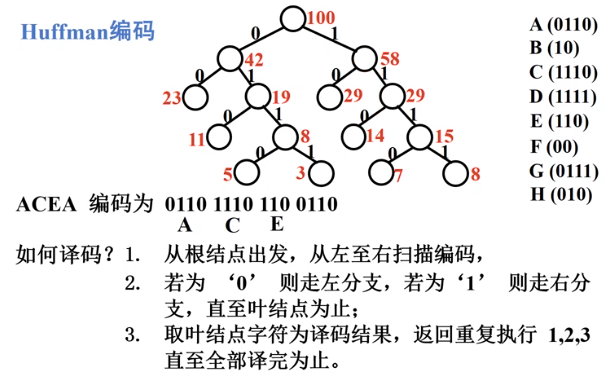 Huffman编码
100
0 1
42 58
0 1 0 1
23 19 29 29
0 1 0 1
11 8 14 15
0 1 0 1
5 3 7 8
A (0110)
B (10)
C (1110)
D (1111)
E (110)
F (00)
G (0111)
H (010)
ACEA 编码为 0110 1110 110 0110
A C E
如何译码？1. 从根结点出发，从左至右扫描编码，
2. 若为 ‘0’ 则走左分支，若为‘1’ 则走右分
支，直至叶结点为止；
3. 取叶结点字符为译码结果，返回重复执行 1,2,3
直至全部译完为止。